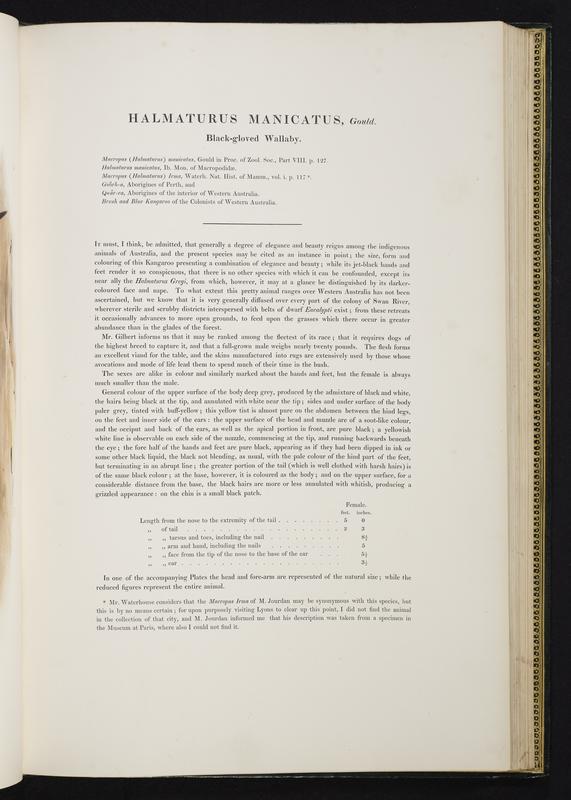 HALMATURUS MANICATUS, Gould.
Black-gloved Wallaby.
Macropus (Halmaturus) manicatus, Gould in Proc. of Zool. Soc., Part VIII. p. 127.
Halmaturus manicatus, Ib. Mon. of Macropodidæ.
Macropus (Halmaturus) Irma, Waterh. Nat. Hist. of Mamm., vol. i. p. 117 *.
Aborigines of Perth, and
Aborigines of the interior of Western Australia.
Brush and Blue Kangaroo of the Colonists of Western Australia.
IT must, I think, be admitted, that generally a degree of elegance and beauty reigns among the indigenous
animals of Australia, and the present species may be cited as an instance in point; the size, form and
colouring of this Kangaroo presenting a combination of elegance and beauty; while its jet-black hands and
feet render it so conspicuous, that there is no other species with which it can be confounded, except its
near ally the Halmaturus Greyi, from which, however, it may at a glance be distinguished by its darker-
coloured face and nape. To what extent this pretty animal ranges over Western Australia has not been
ascertained, but we know that it is very generally diffused over every part of the colony of Swan River,
wherever sterile and scrubby districts interspersed with belts of dwarf Eucalypti exist; from these retreats
it occasionally advances to more open grounds, to feed upon the grasses which there occur in greater
abundance than in the glades of the forest.
Mr. Gilbert informs us that it may be ranked among the fleetest of its race; that it requires dogs of
the highest breed to capture it, and that a full-grown male weighs nearly twenty pounds. The flesh forms
an excellent viand for the table, and the skins manufactured into rugs are extensively used by those whose
avocations and mode of life lead them to spend much of their time in the bush.
The sexes are alike in colour and similarly marked about the hands and feet, but the female is always
much smaller than the male.
General colour of the upper surface of the body deep grey, produced by the admixture of black and white,
the hairs being black at the tip, and annulated with white near the tip; sides and under surface of the body
paler grey, tinted with buff-yellow; this yellow tint is almost pure on the abdomen between the hind legs,
on the feet and inner side of the ears: the upper surface of the head and muzzle are of a soot-like colour,
and the occiput and back of the ears, as well as the apical portion in front, are pure black; a yellowish
white line is observable on each side of the muzzle, commencing at the tip, and running backwards beneath
the eye; the fore half of the hands and feet are pure black, appearing as if they had been dipped in ink or
some other black liquid, the black not blending, as usual, with the pale colour of the hind part of the feet,
but terminating in an abrupt line; the greater portion of the tail (which is well clothed with harsh hairs) is
of the same black colour; at the base, however, it is coloured as the body; and on the upper surface, for a
considerable distance from the base, the black hairs are more or less annulated with whitish, producing a
grizzled appearance: on the chin is a small black patch.
Female.
feet. inches.
Length from the nose to the extremity of the tail . . . . . . . . . 5 0
„ of tail . . . . . . . . . . . . . . . . . . . 2 3
„ „ tarsus and toes, including the nail . . . . . . . . . 8½
„ „ arm and hand, including the nails . . . . . . . . . 5
„ „ face from the tip of the nose to the base of the ear . . . . 5½
„ „ ear . . . . . . . . . . . . . . . . . . . 3½
In one of the accompanying Plates the head and fore-arm are represented of the natural size; while the
reduced figures represent the entire animal.
* Mr. Waterhouse considers that the Macropus Irma of M. Jourdan may be synonymous with this species, but
this is by no means certain; for upon purposely visiting Lyons to clear up this point, I did not find the animal
in the collection of that city, and M. Jourdan informed me that his description was taken from a specimen in
the Museum at Paris, where also I could not find it.